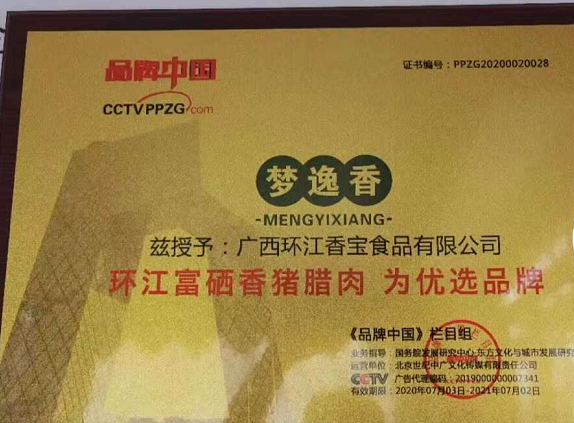 品牌中国
CCTVPPZG.com
证书编号：PPZG20200020028
梦逸香
-MENGYIXIANG-
兹授予：广西环江香宝食品有限公司
环江富硒香猪腊肉 为优选品牌
《品牌中国》栏目组
业务指导：国务院发展研究中心·东方文化与城市发展研究
运营单位：北京世纪中广文化传媒有限责任公司
CCTV 广告代理编码：2019000000007341
有效期限：2020年07月03日-2021年07月02日